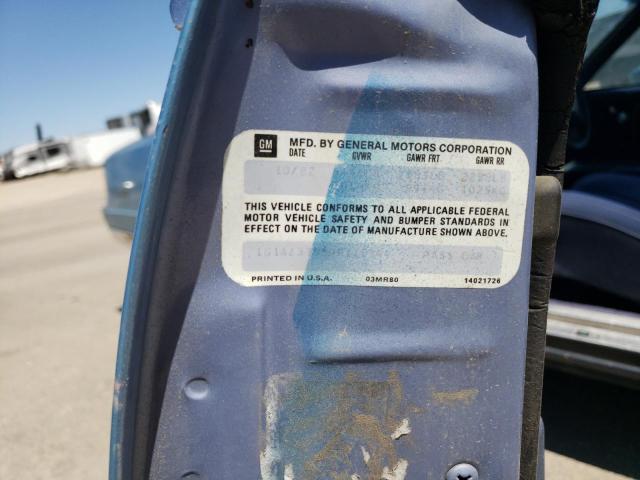 GM MFD. BY GENERAL MOTORS CORPORATION
DATE GVWR GAWR FRT GAWR RR
10/82
THIS VEHICLE CONFORMS TO ALL APPLICABLE FEDERAL
MOTOR VEHICLE SAFETY AND BUMPER STANDARDS IN
EFFECT ON THE DATE OF MANUFACTURE SHOWN ABOVE.
PASS CAR
PRINTED IN U.S.A. 03MR80 14021726